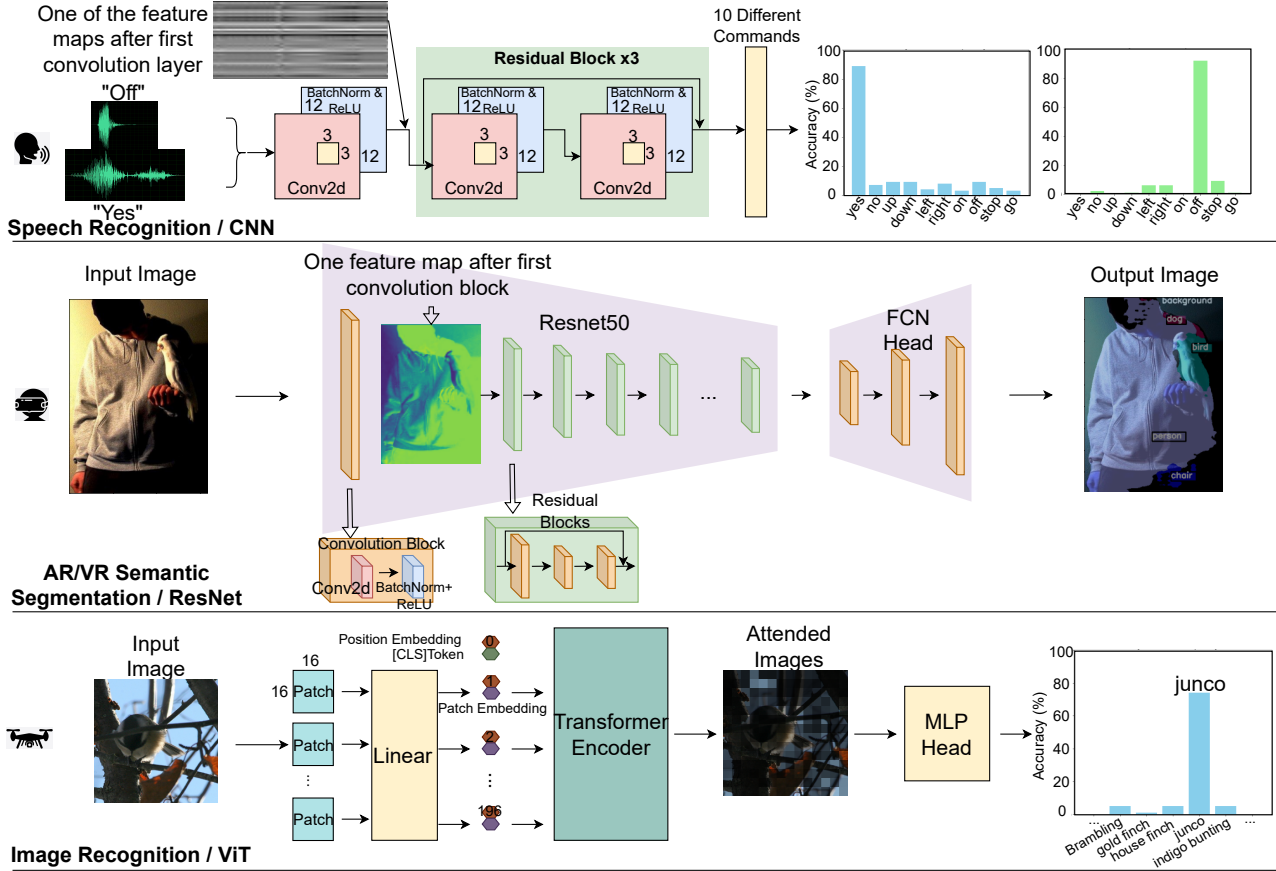 One of the feature
maps after first
convolution layer
"Off"
"Yes"
BatchNorm &
ReLU
12
12
3
3
Conv2d
Residual Block x3
BatchNorm &
ReLU
12
3
3
Conv2d
BatchNorm &
ReLU
12
12
3
3
Conv2d
10 Different
Commands
Accuracy (%)
100
80
60
40
20
0
yes
no
up
down
left
right
on
off
stop
go
100
80
60
40
20
0
yes
no
up
down
left
right
on
off
stop
go
Speech Recognition / CNN
Input Image
One feature map after first
convolution block
Resnet50
...
FCN
Head
Output Image
background
dog
bird
person
chair
Residual
Blocks
Convolution Block
Conv2d
BatchNorm+
ReLU
AR/VR Semantic
Segmentation / ResNet
Input
Image
16
16
Patch
Patch
...
Patch
Linear
Position Embedding
[CLS]Token
0
1
Patch Embedding
2
...
196
Transformer
Encoder
Attended
Images
MLP
Head
Accuracy (%)
100
80
60
40
20
0
junco
...
Brambling
gold finch
house finch
junco
indigo bunting
...
Image Recognition / ViT